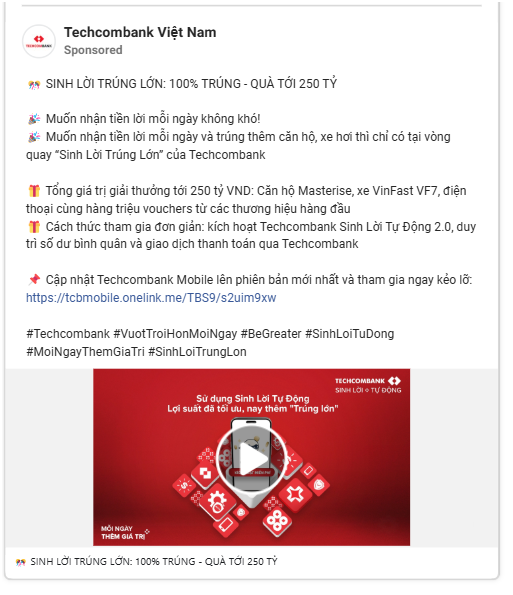 TECHCOMBANK
Techcombank Việt Nam
Sponsored
🎊 SINH LỜI TRÚNG LỚN: 100% TRÚNG - QUÀ TỚI 250 TỶ
🎉 Muốn nhận tiền lời mỗi ngày không khó!
🎉 Muốn nhận tiền lời mỗi ngày và trúng thêm căn hộ, xe hơi thì chỉ có tại vòng
quay “Sinh Lời Trúng Lớn” của Techcombank
🎁 Tổng giá trị giải thưởng tới 250 tỷ VND: Căn hộ Masterise, xe VinFast VF7, điện
thoại cùng hàng triệu vouchers từ các thương hiệu hàng đầu
🎁 Cách thức tham gia đơn giản: kích hoạt Techcombank Sinh Lời Tự Động 2.0, duy
trì số dư bình quân và giao dịch thanh toán qua Techcombank
📌 Cập nhật Techcombank Mobile lên phiên bản mới nhất và tham gia ngay kẻo lỡ:
https://tcbmobile.onelink.me/TBS9/s2uim9xw
#Techcombank #VuotTroiHonMoiNgay #BeGreater #SinhLoiTuDong
#MoiNgayThemGiaTri #SinhLoiTrungLon
TECHCOMBANK
SINH LỜI TỰ ĐỘNG
Sử dụng Sinh Lời Tự Động
Lợi suất đã tối ưu, nay thêm "Trúng lớn"
MỖI NGÀY
THÊM GIÁ TRỊ
🎊 SINH LỜI TRÚNG LỚN: 100% TRÚNG - QUÀ TỚI 250 TỶ